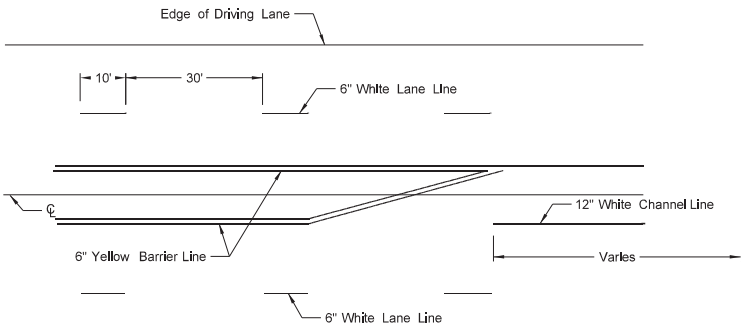 Edge of Driving Lane
10' 30'
6" White Lane Line
℄
12" White Channel Line
6" Yellow Barrier Line
Varies
6" White Lane Line